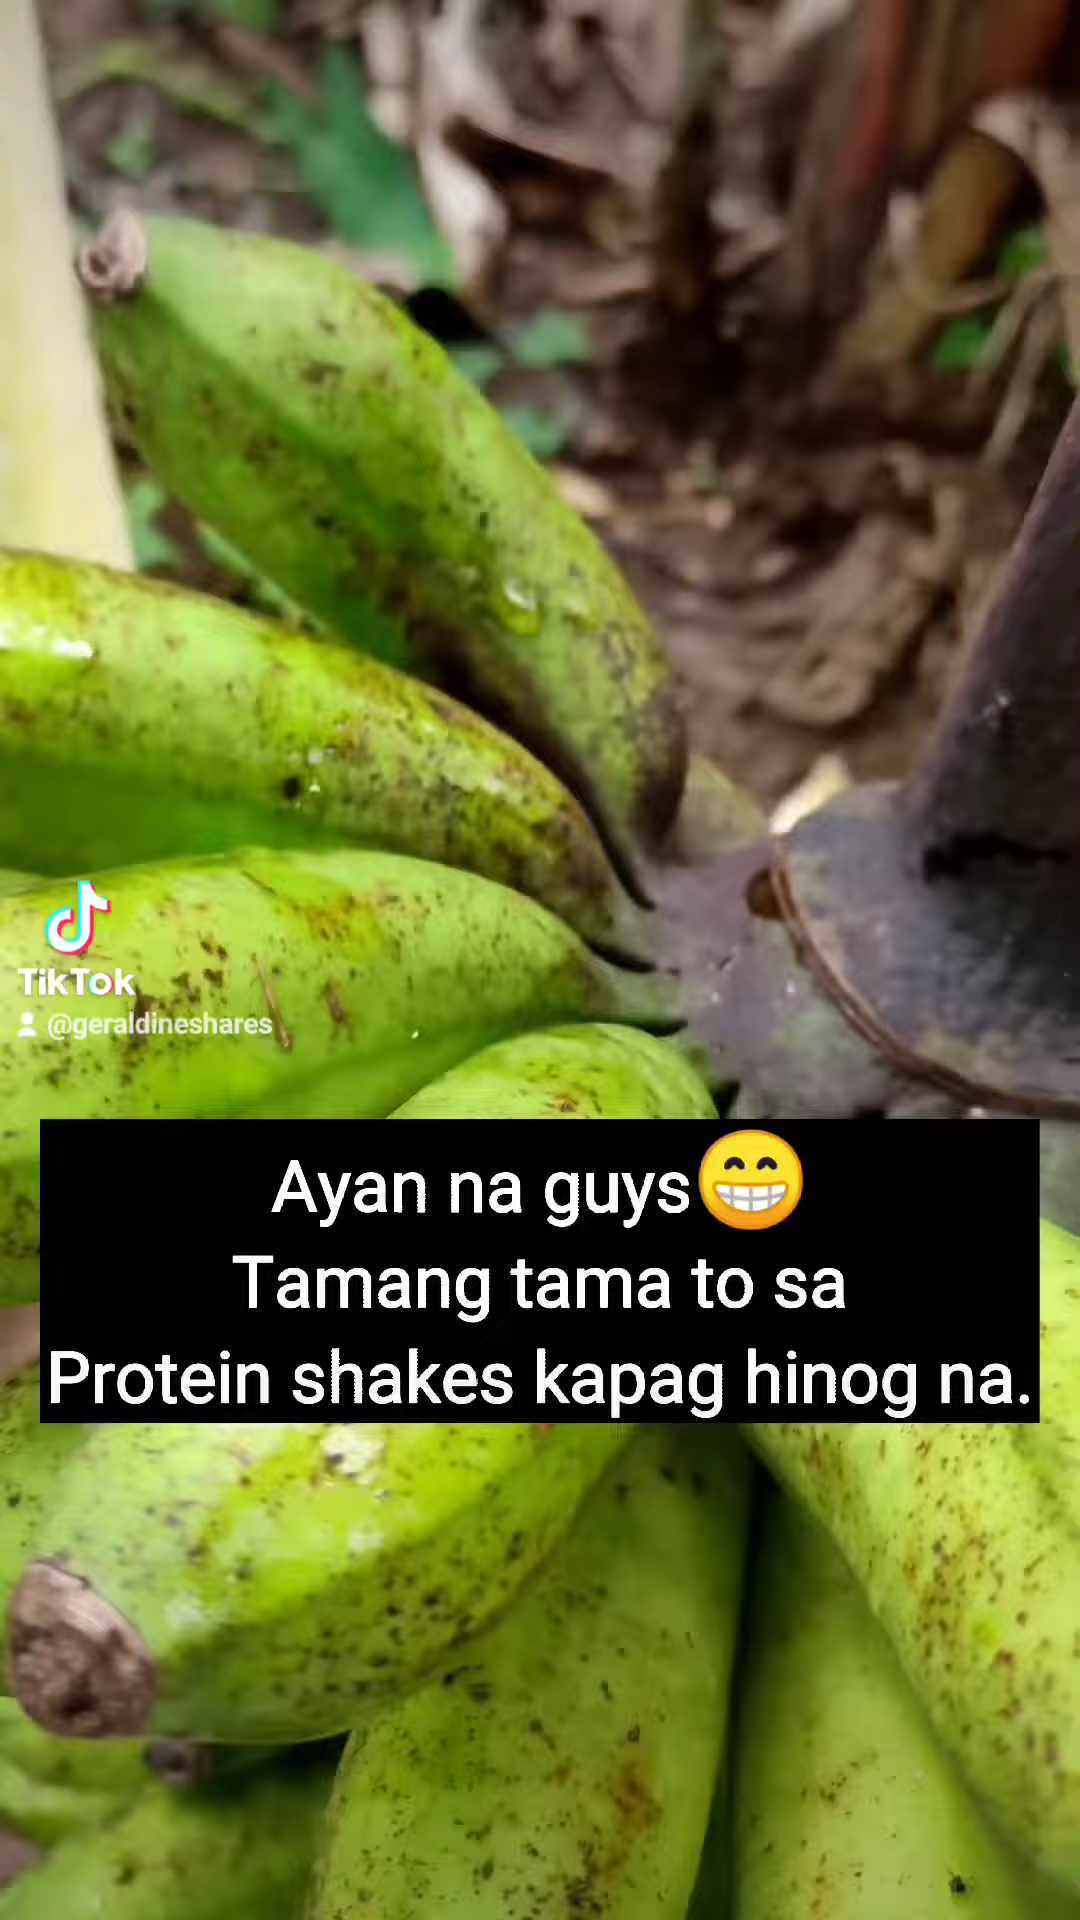 TikTok
@geraldineshares
Ayan na guys😁
Tamang tama to sa
Protein shakes kapag hinog na.